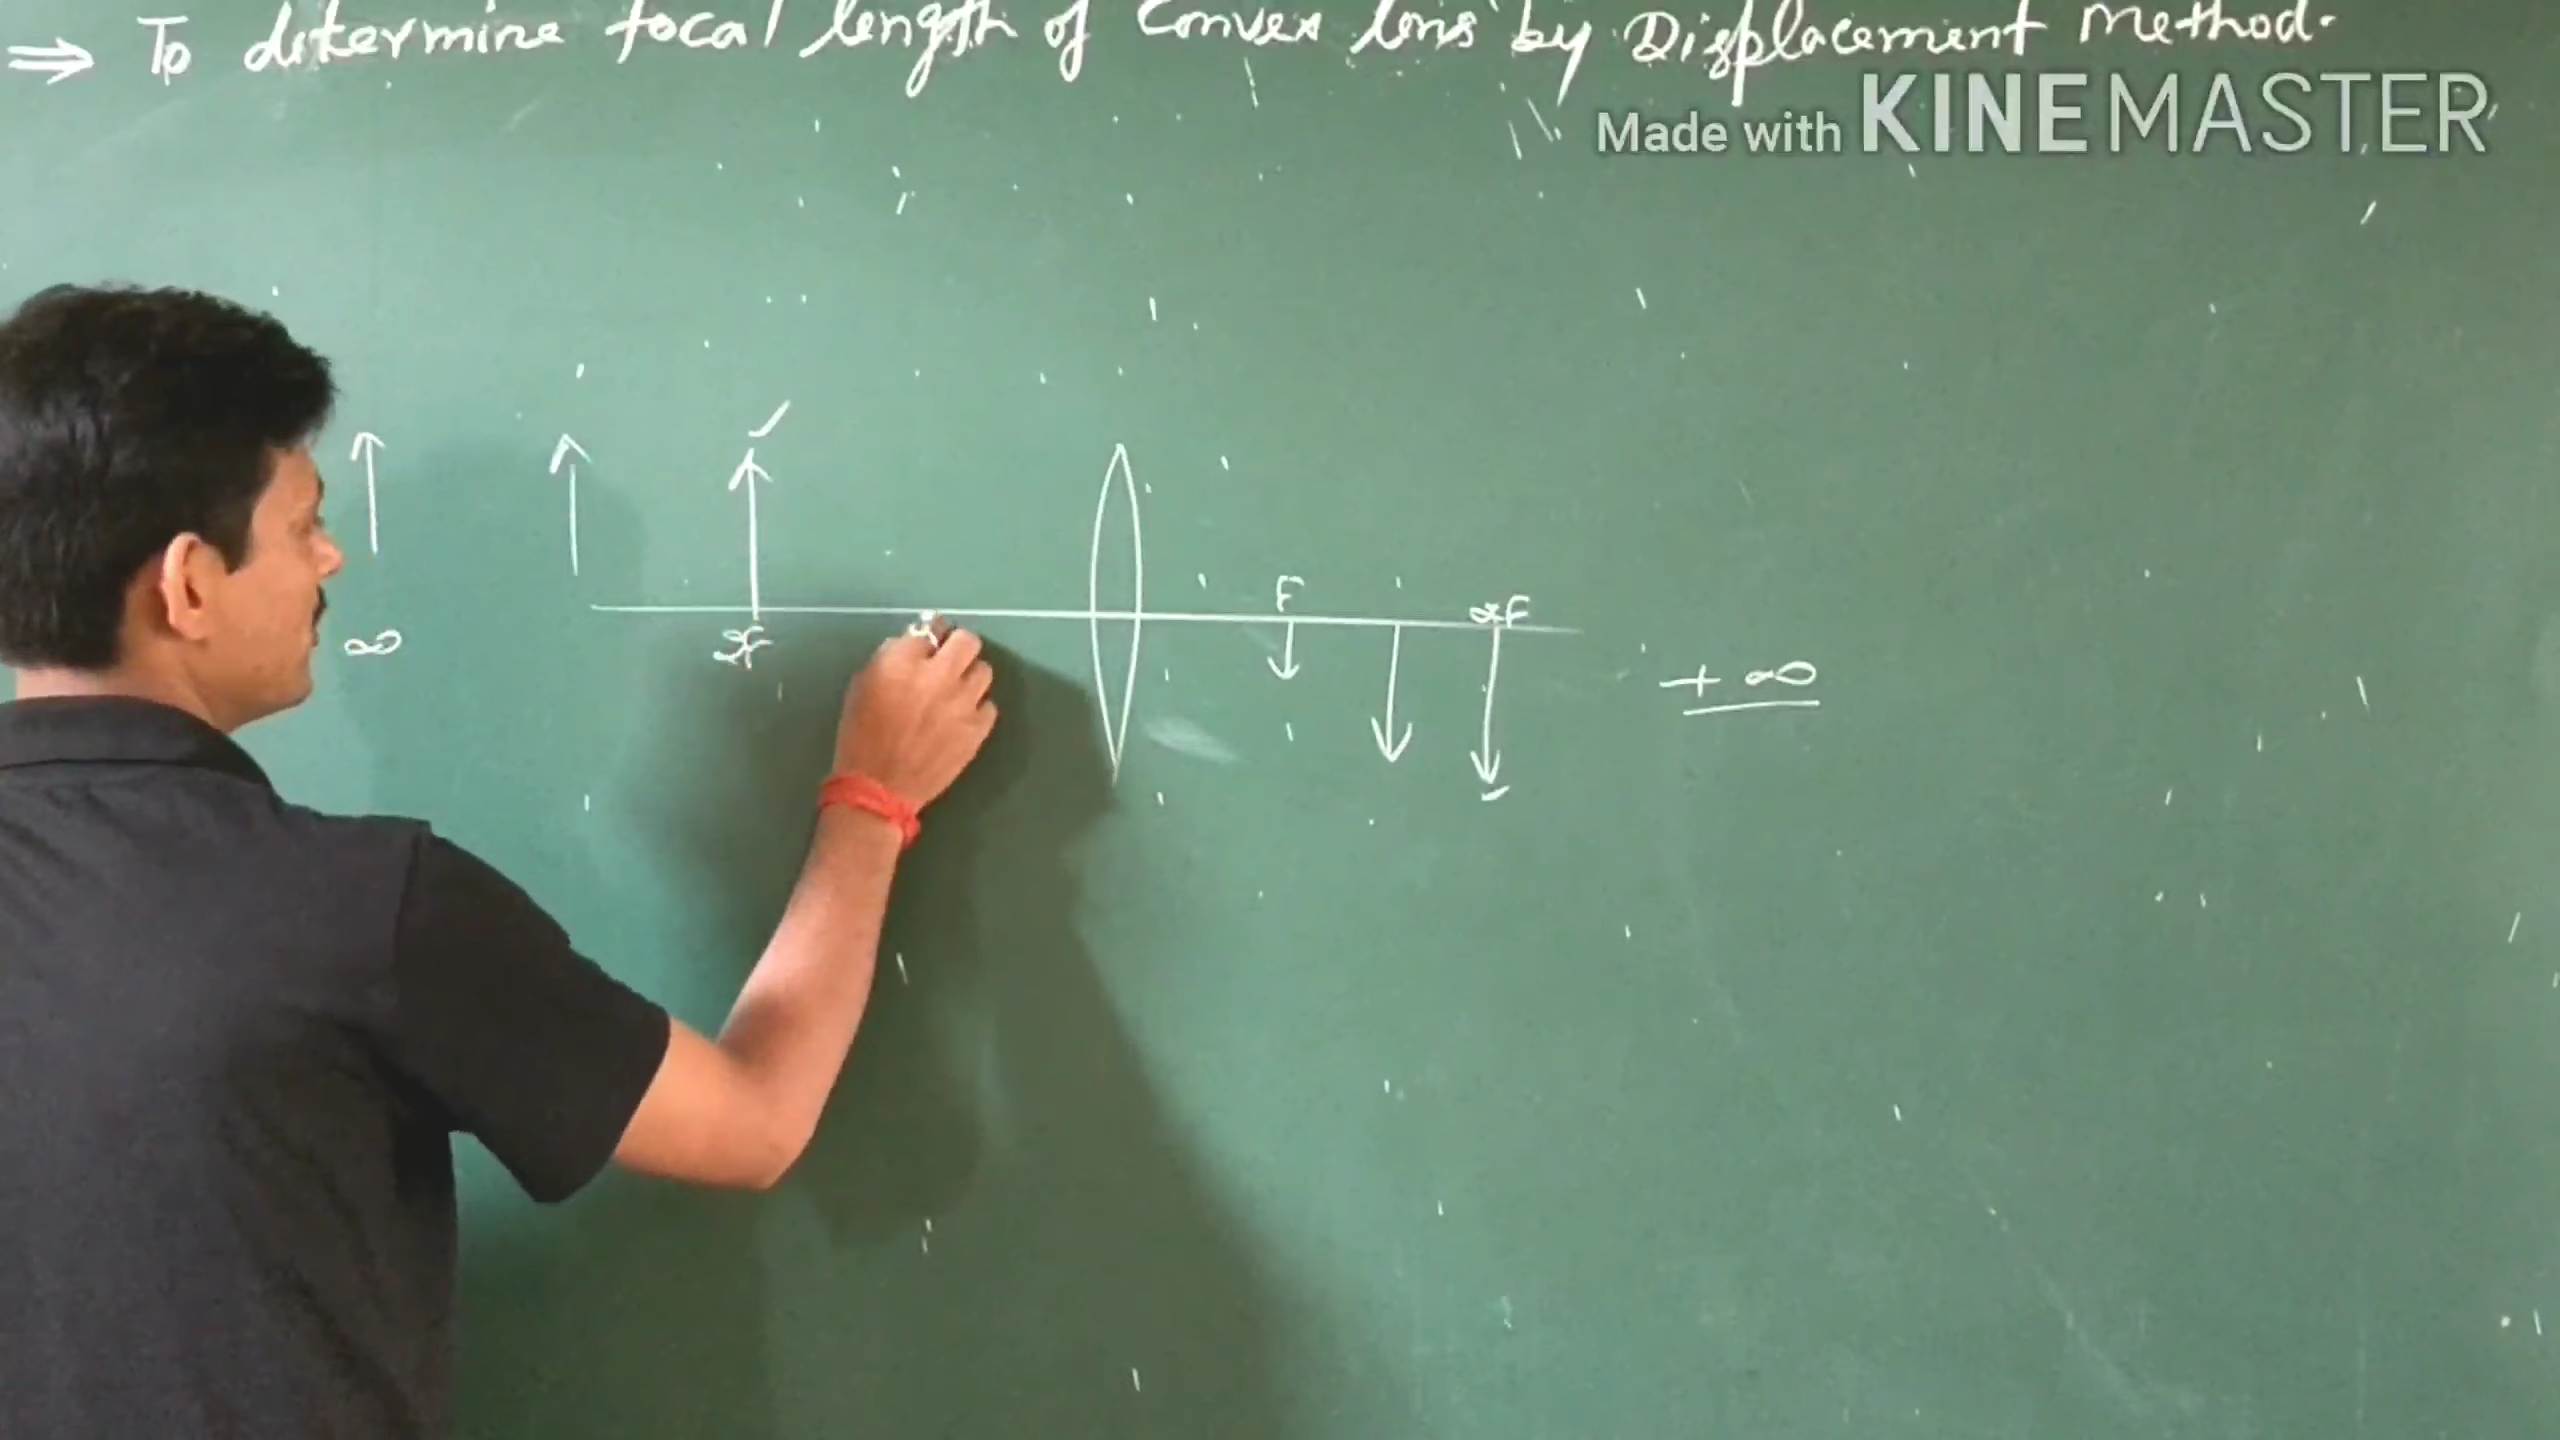 ⇒ To determine focal length of Convex lens by Displacement Method.
Made with KINEMASTER
F 2F
∞ 2F
+ ∞